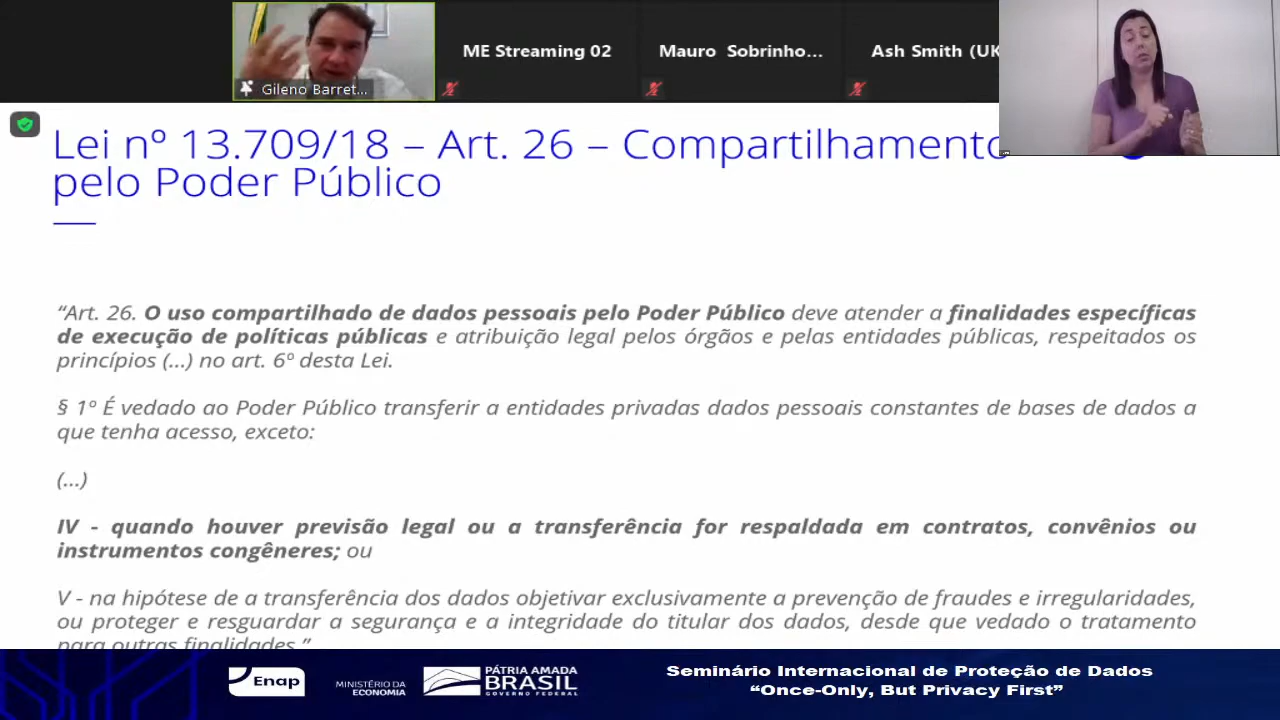 Gileno Barret...
ME Streaming 02
Mauro Sobrinho...
Ash Smith (UK
Lei nº 13.709/18 – Art. 26 – Compartilhamento
pelo Poder Público
“Art. 26. O uso compartilhado de dados pessoais pelo Poder Público deve atender a finalidades específicas
de execução de políticas públicas e atribuição legal pelos órgãos e pelas entidades públicas, respeitados os
princípios (...) no art. 6º desta Lei.
§ 1º É vedado ao Poder Público transferir a entidades privadas dados pessoais constantes de bases de dados a
que tenha acesso, exceto:
(...)
IV - quando houver previsão legal ou a transferência for respaldada em contratos, convênios ou
instrumentos congêneres; ou
V - na hipótese de a transferência dos dados objetivar exclusivamente a prevenção de fraudes e irregularidades,
ou proteger e resguardar a segurança e a integridade do titular dos dados, desde que vedado o tratamento
para outras finalidades.”
Enap
MINISTÉRIO DA
ECONOMIA
PÁTRIA AMADA
BRASIL
GOVERNO FEDERAL
Seminário Internacional de Proteção de Dados
“Once-Only, But Privacy First”